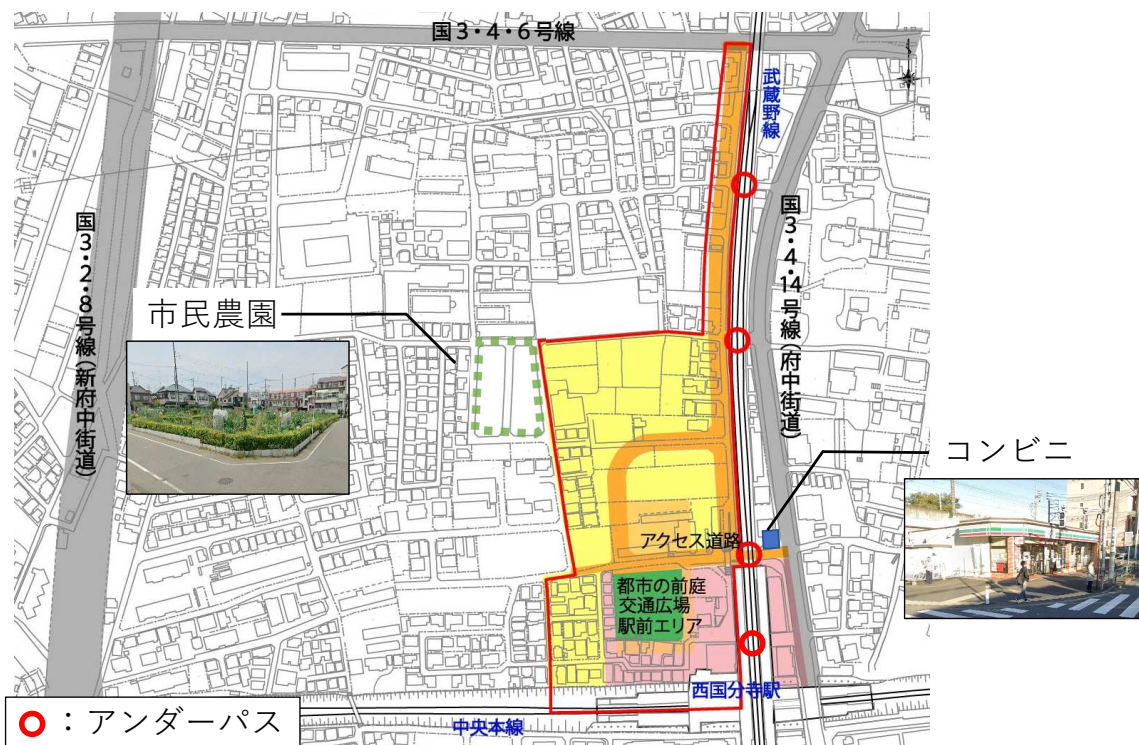 国3・4・6号線
武蔵野線
国3・4・14号線(府中街道)
国3・2・8号線(新府中街道)
市民農園
コンビニ
アクセス道路
都市の前庭
交通広場
駅前エリア
西国分寺駅
中央本線
：アンダーパス